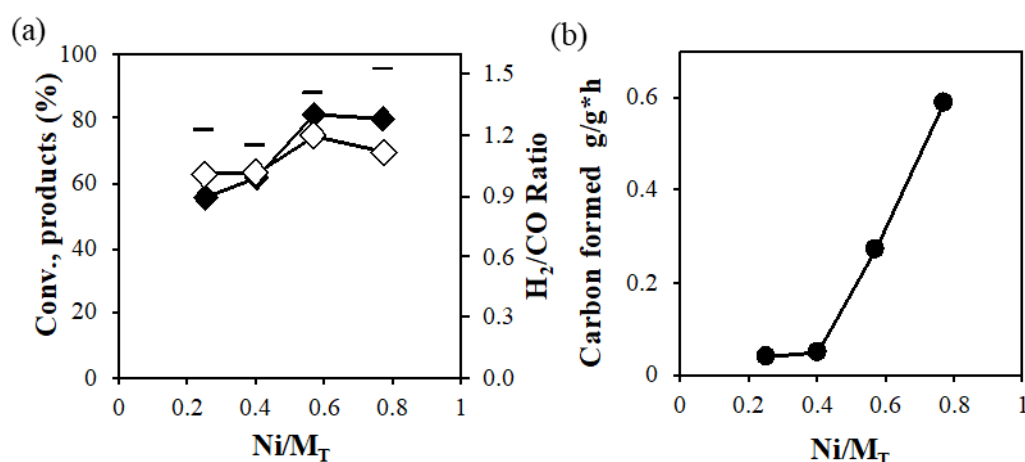 (a)
Conv., products (%)
100
80
60
40
20
0
1.5
1.2
0.9
0.6
0.3
0.0
H2/CO Ratio
0 0.2 0.4 0.6 0.8 1
Ni/MT
(b)
Carbon formed g/g*h
0.6
0.4
0.2
0
0 0.2 0.4 0.6 0.8 1
Ni/MT